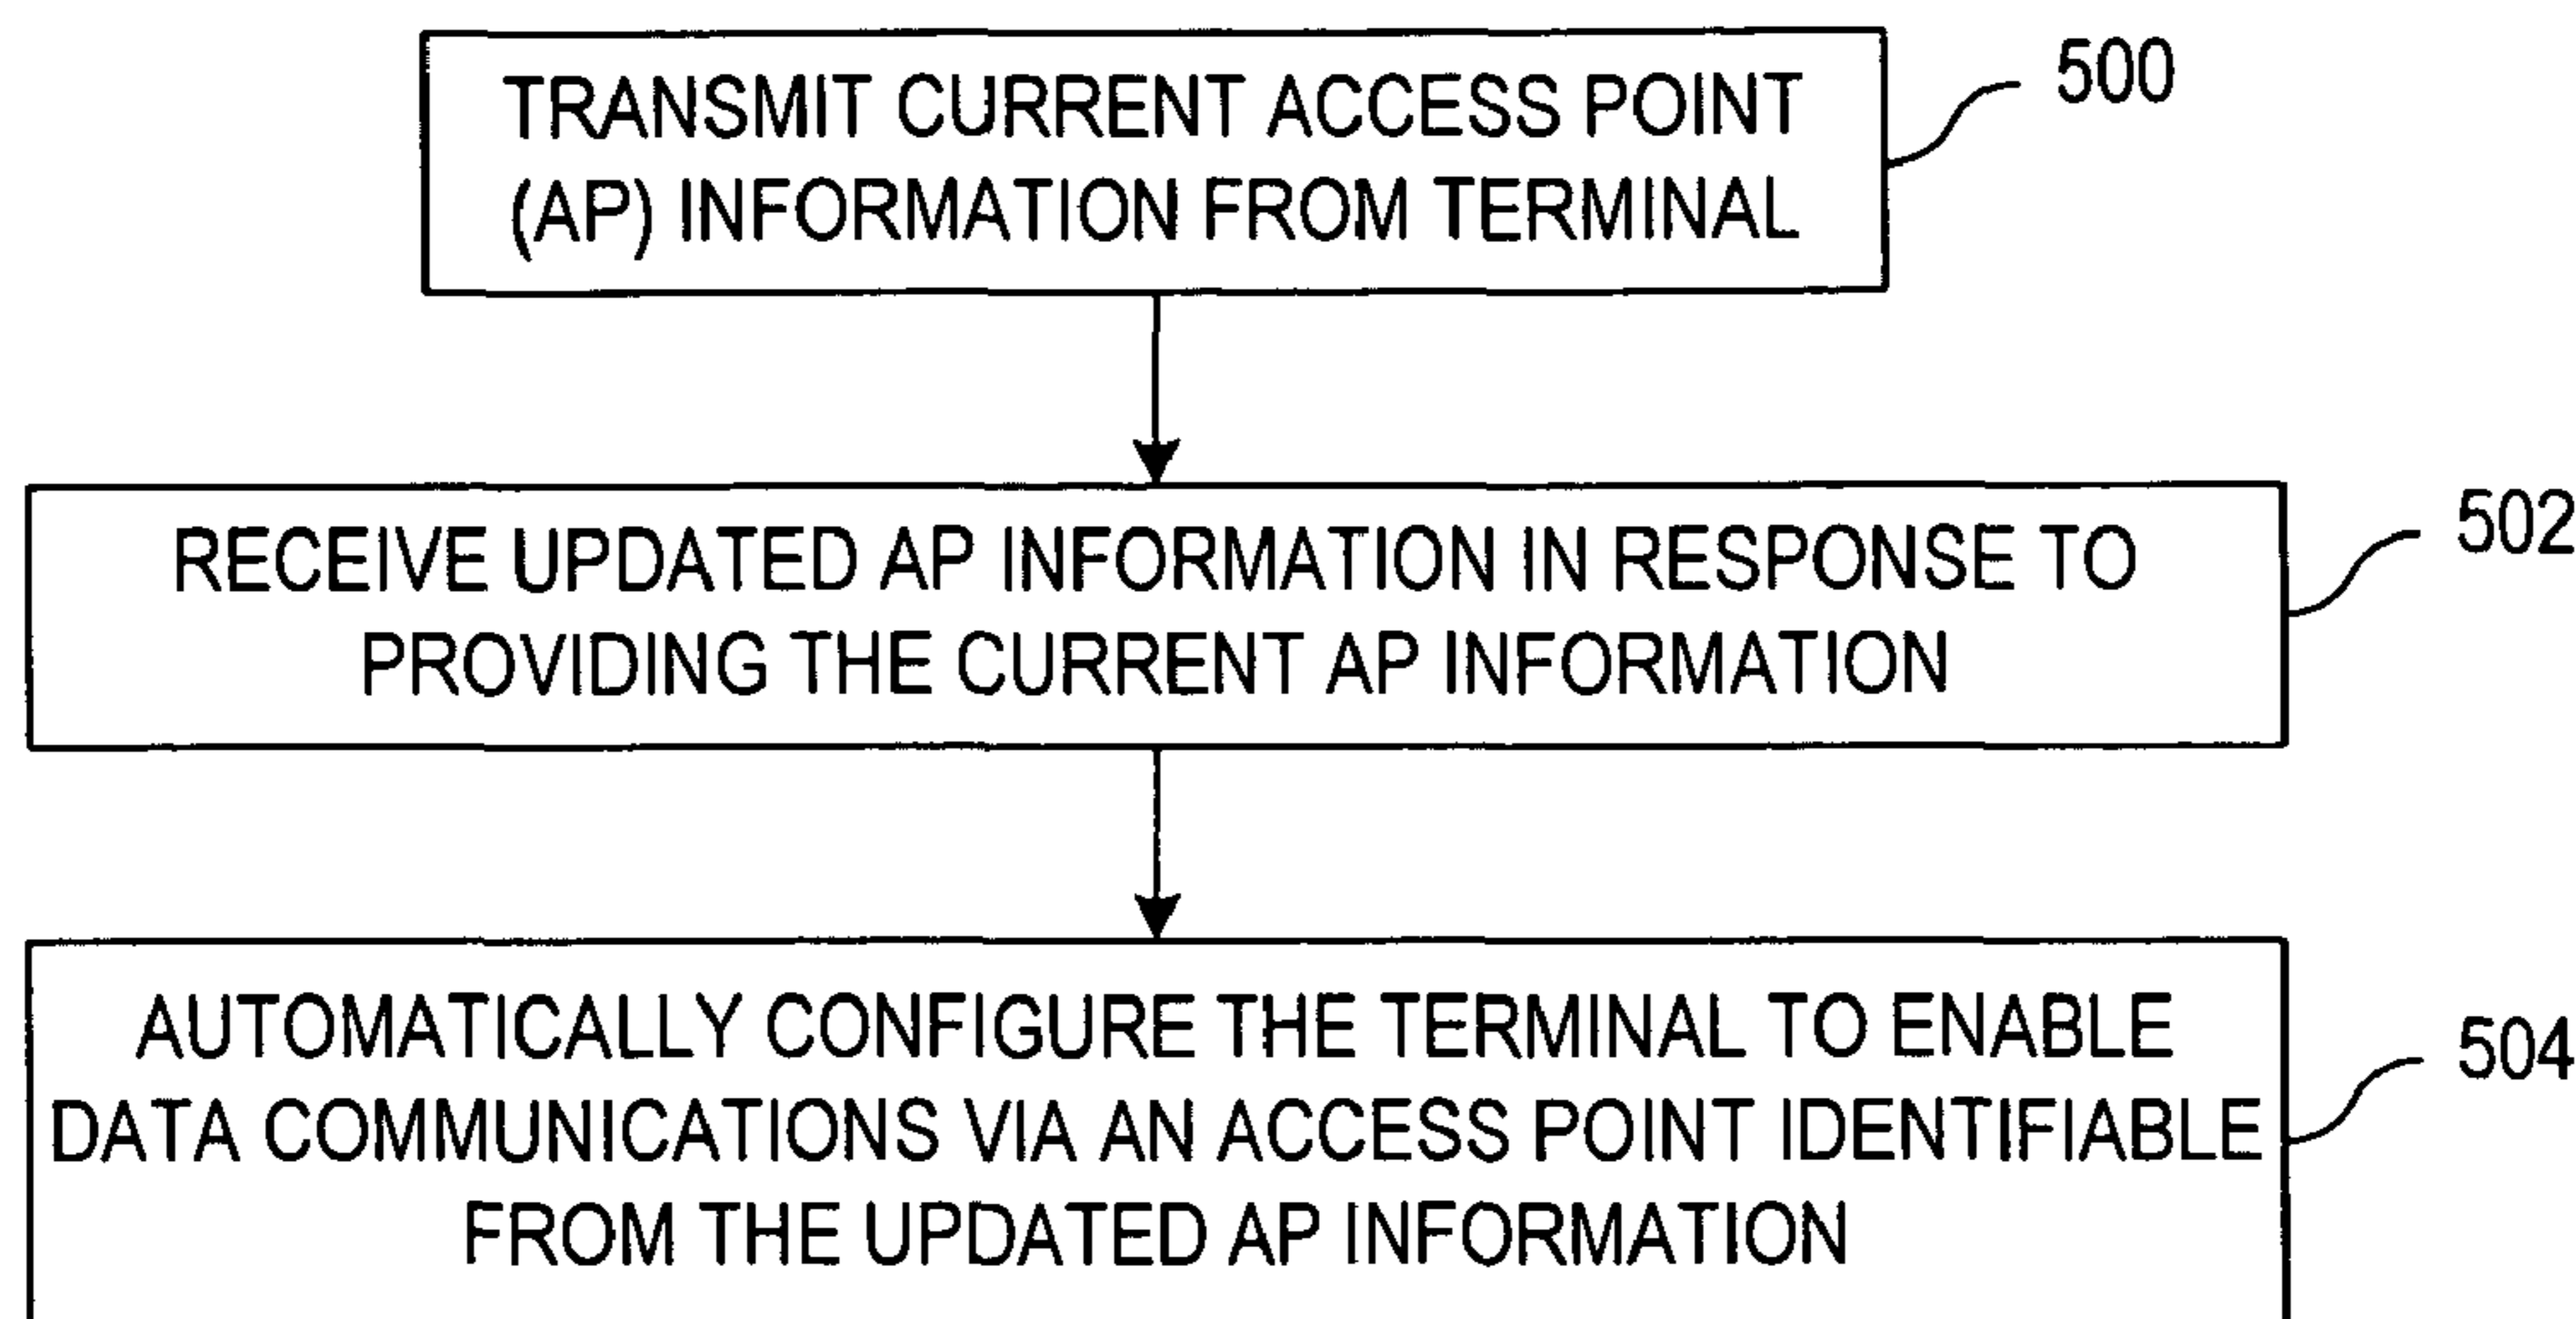 TRANSMIT CURRENT ACCESS POINT
(AP) INFORMATION FROM TERMINAL
500
RECEIVE UPDATED AP INFORMATION IN RESPONSE TO
PROVIDING THE CURRENT AP INFORMATION
502
AUTOMATICALLY CONFIGURE THE TERMINAL TO ENABLE
DATA COMMUNICATIONS VIA AN ACCESS POINT IDENTIFIABLE
FROM THE UPDATED AP INFORMATION
504